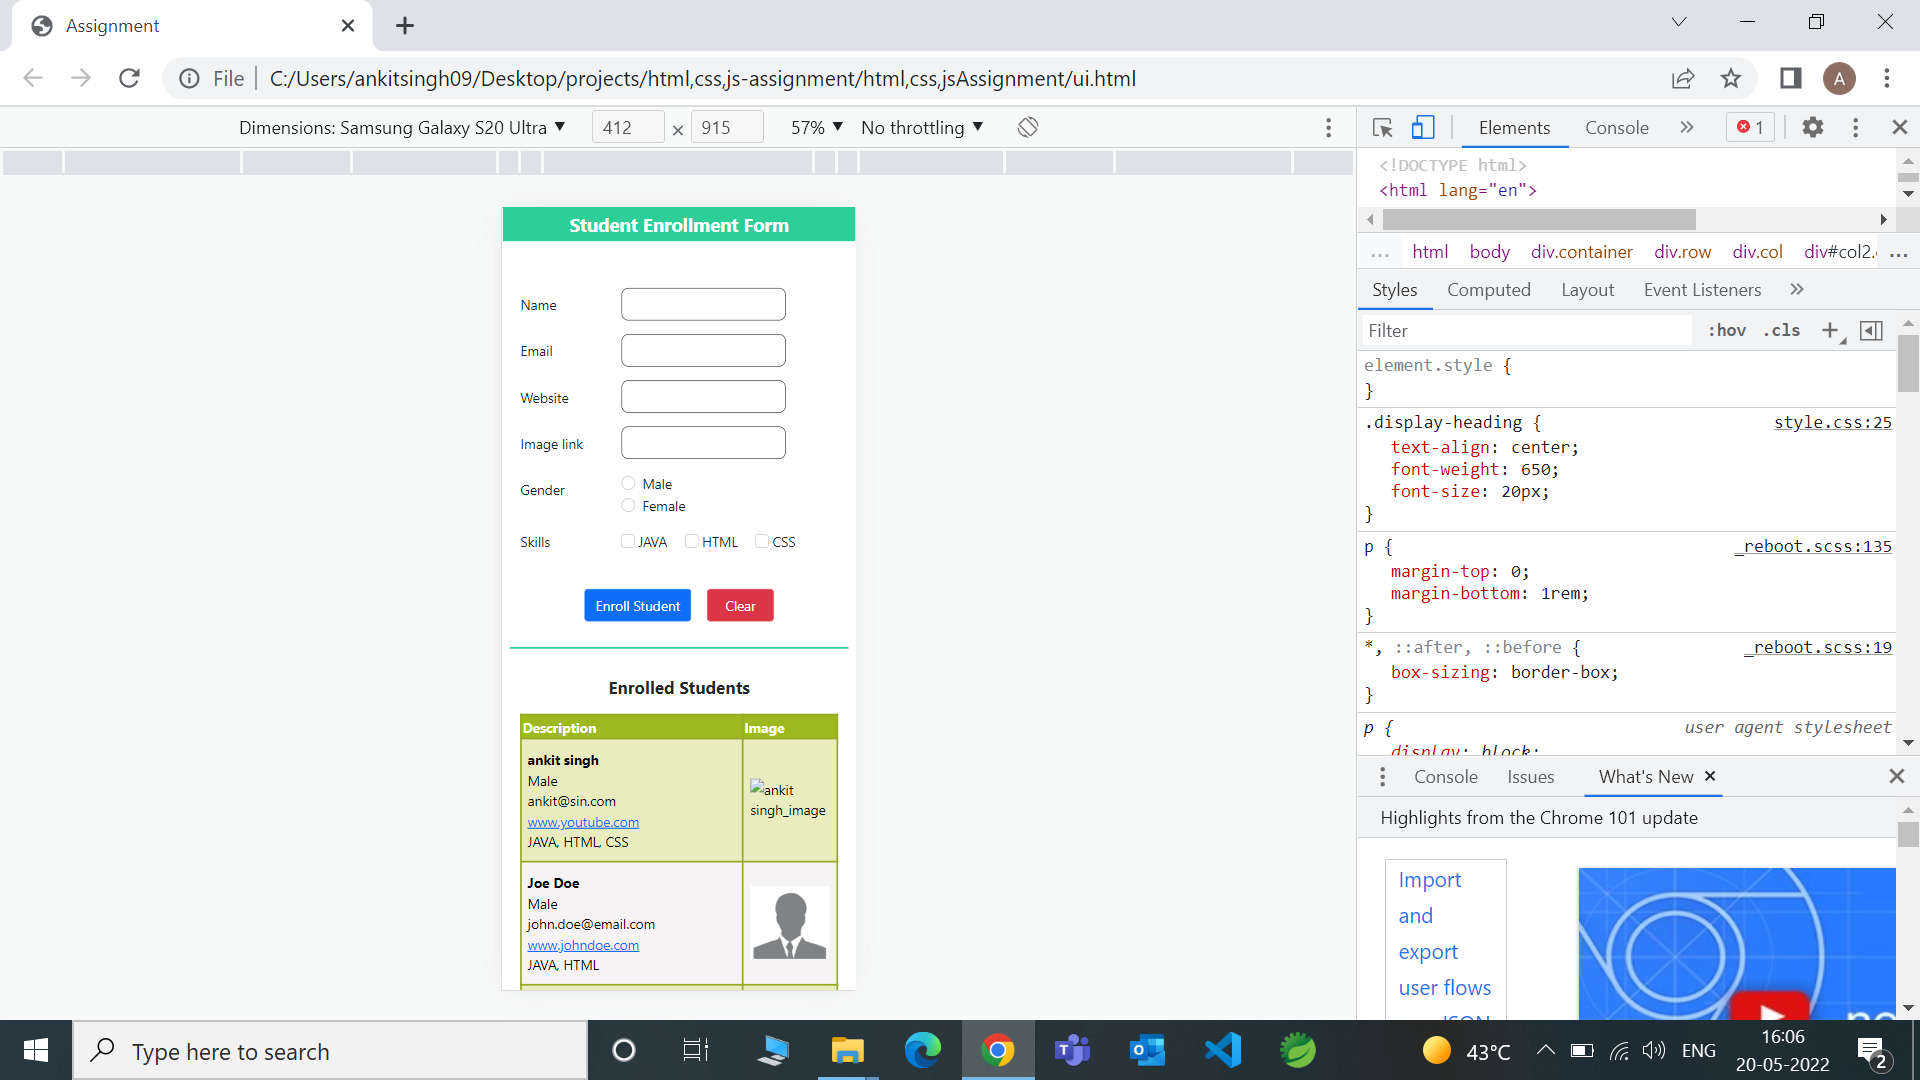 Assignment
File
C:/Users/ankitsingh09/Desktop/projects/html,css,js-assignment/html,css,jsAssignment/ui.html
A
Dimensions: Samsung Galaxy S20 Ultra
412 × 915
57%
No throttling
Elements
Console
1
<!DOCTYPE html>
<html lang="en">
... html body div.container div.row div.col div#col2. ...
Styles Computed Layout Event Listeners
Filter
:hov .cls
element.style {
}
.display-heading { style.css:25
text-align: center;
font-weight: 650;
font-size: 20px;
}
p { _reboot.scss:135
margin-top: 0;
margin-bottom: 1rem;
}
*, ::after, ::before { _reboot.scss:19
box-sizing: border-box;
}
p { user agent stylesheet
display: block;
Console Issues What's New
Highlights from the Chrome 101 update
Import
and
export
user flows
JSON
Student Enrollment Form
Name
Email
Website
Image link
Gender
Male
Female
Skills
JAVA HTML CSS
Enroll Student Clear
Enrolled Students
Description Image
ankit singh
Male
ankit@sin.com
www.youtube.com
JAVA, HTML, CSS
ankit
singh_image
Joe Doe
Male
john.doe@email.com
www.johndoe.com
JAVA, HTML
Type here to search
43°C
ENG
16:06
20-05-2022
2